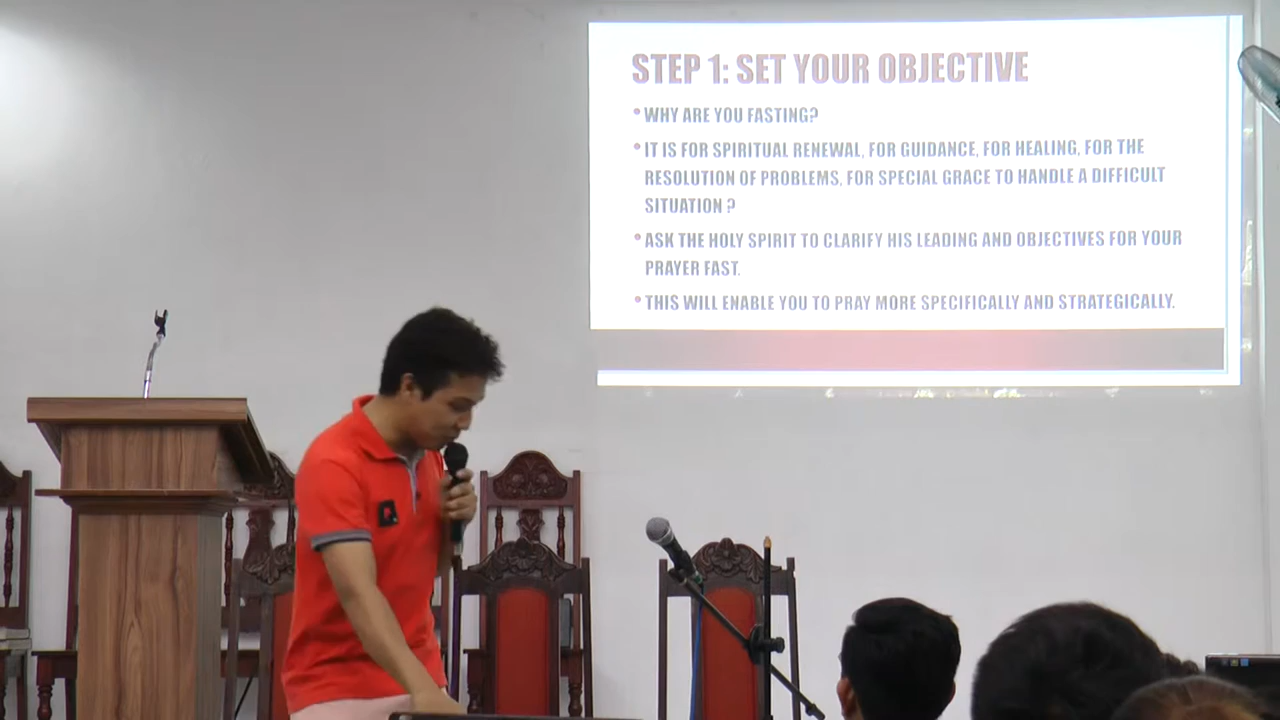 STEP 1: SET YOUR OBJECTIVE
• WHY ARE YOU FASTING?
• IT IS FOR SPIRITUAL RENEWAL, FOR GUIDANCE, FOR HEALING, FOR THE
RESOLUTION OF PROBLEMS, FOR SPECIAL GRACE TO HANDLE A DIFFICULT
SITUATION ?
• ASK THE HOLY SPIRIT TO CLARIFY HIS LEADING AND OBJECTIVES FOR YOUR
PRAYER FAST.
• THIS WILL ENABLE YOU TO PRAY MORE SPECIFICALLY AND STRATEGICALLY.